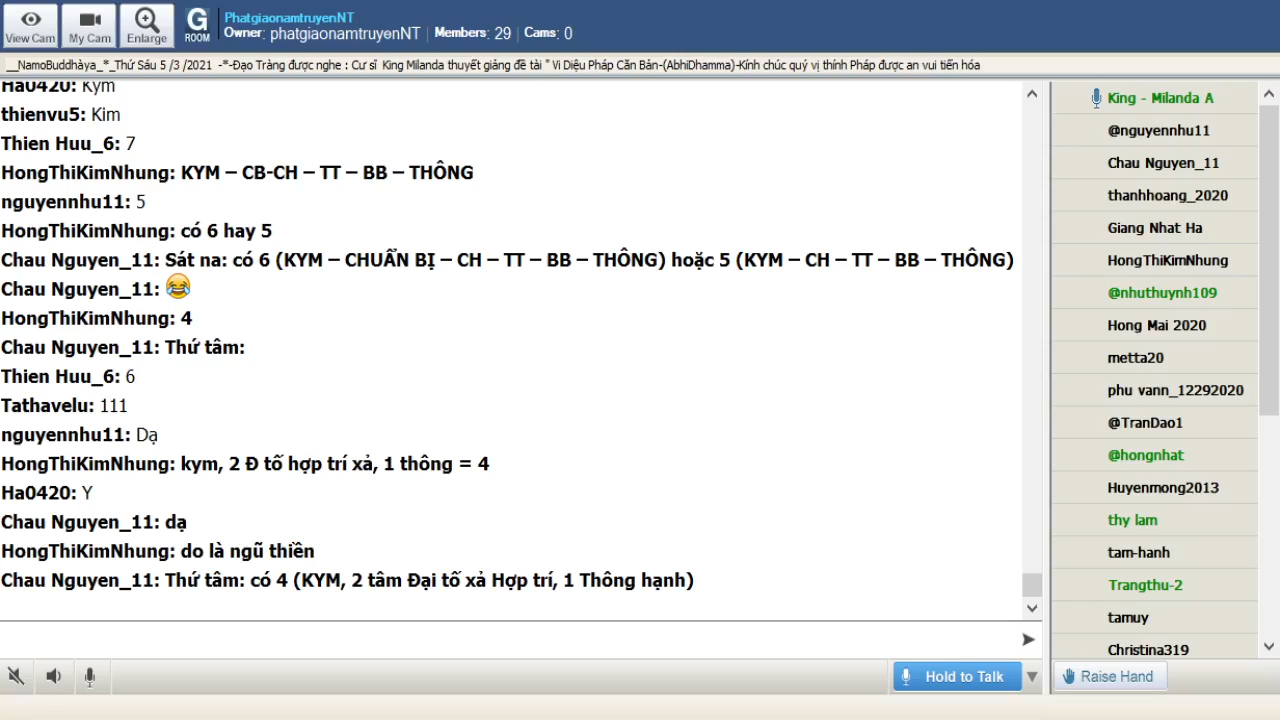 View Cam
My Cam
Enlarge
G
ROOM
PhatgiaonamtruyenNT
Owner: phatgiaonamtruyenNT | Members: 29 | Cams: 0
__NamoBuddhàya_*_Thứ Sáu 5 /3 /2021 -*-Đạo Tràng được nghe : Cư sĩ King Milanda thuyết giảng đề tài " Vi Diệu Pháp Căn Bản-(AbhiDhamma)-Kính chúc quý vị thính Pháp được an vui tiến hóa
Ha0420: Kym
thienvu5: Kim
Thien Huu_6: 7
HongThiKimNhung: KYM – CB-CH – TT – BB – THÔNG
nguyennhu11: 5
HongThiKimNhung: có 6 hay 5
Chau Nguyen_11: Sát na: có 6 (KYM – CHUẨN BỊ – CH – TT – BB – THÔNG) hoặc 5 (KYM – CH – TT – BB – THÔNG)
Chau Nguyen_11: 😂
HongThiKimNhung: 4
Chau Nguyen_11: Thứ tâm:
Thien Huu_6: 6
Tathavelu: 111
nguyennhu11: Dạ
HongThiKimNhung: kym, 2 Đ tố hợp trí xả, 1 thông = 4
Ha0420: Y
Chau Nguyen_11: dạ
HongThiKimNhung: do là ngũ thiền
Chau Nguyen_11: Thứ tâm: có 4 (KYM, 2 tâm Đại tố xả Hợp trí, 1 Thông hạnh)
King - Milanda A
@nguyennhu11
Chau Nguyen_11
thanhhoang_2020
Giang Nhat Ha
HongThiKimNhung
@nhuthuynh109
Hong Mai 2020
metta20
phu vann_12292020
@TranDao1
@hongnhat
Huyenmong2013
thy lam
tam-hanh
Trangthu-2
tamuy
Christina319
Hold to Talk
Raise Hand